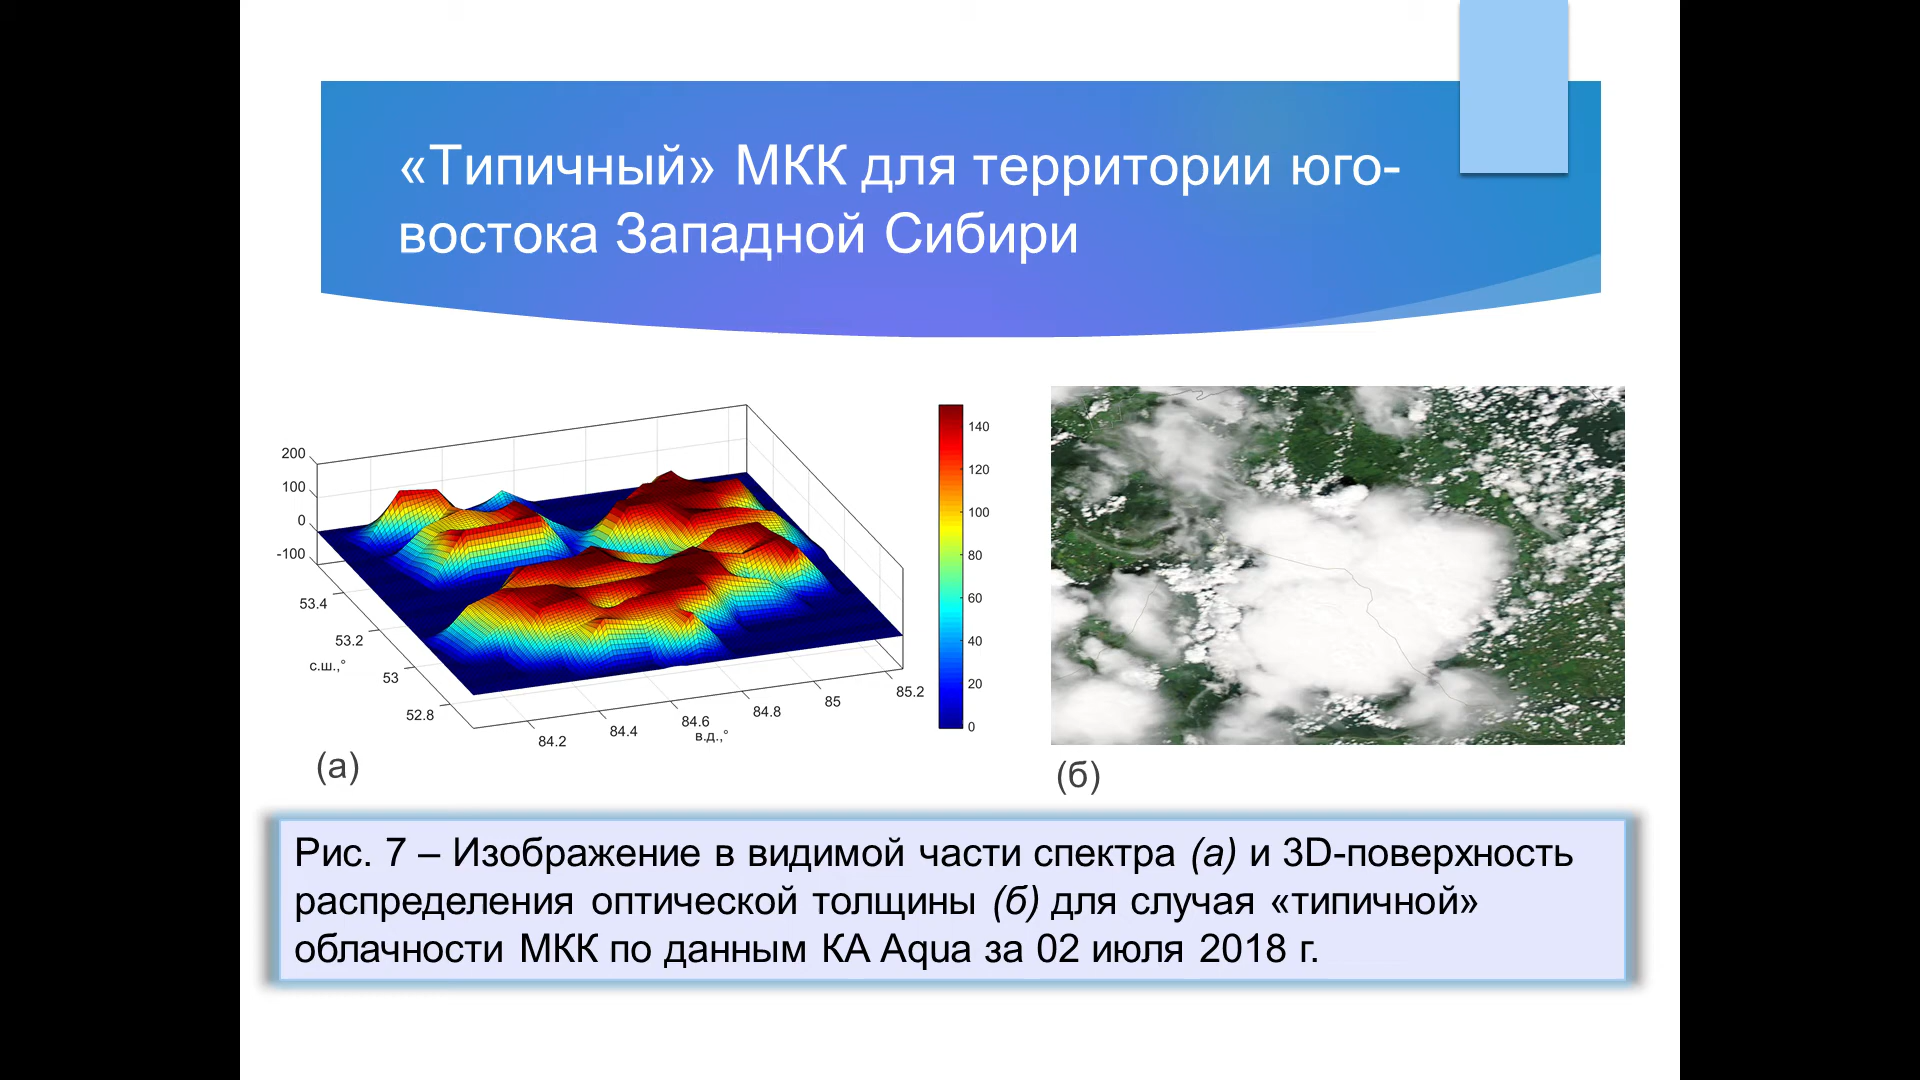 «Типичный» МКК для территории юго-
востока Западной Сибири
200
100
0
-100
53.4
53.2
с.ш.,°
53
52.8
84.2
84.4
84.6
84.8
85
85.2
в.д.,°
140
120
100
80
60
40
20
0
(а)
(б)
Рис. 7 – Изображение в видимой части спектра (а) и 3D-поверхность
распределения оптической толщины (б) для случая «типичной»
облачности МКК по данным КА Aqua за 02 июля 2018 г.